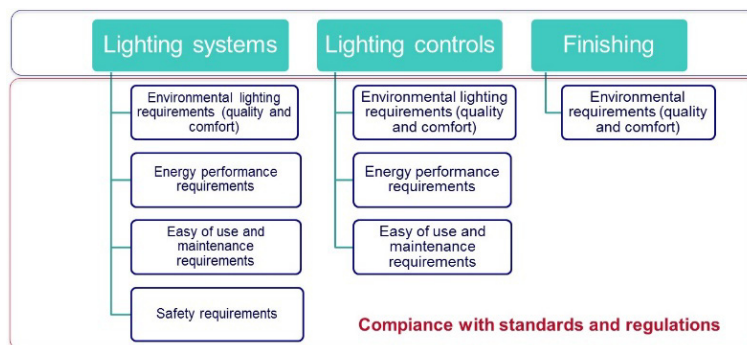 Lighting systems
Environmental lighting
requirements (quality and
comfort)
Energy performance
requirements
Easy of use and
maintenance
requirements
Safety requirements
Lighting controls
Environmental lighting
requirements (quality
and comfort)
Energy performance
requirements
Easy of use and
maintenance
requirements
Finishing
Environmental
requirements (quality
and comfort)
Compiance with standards and regulations